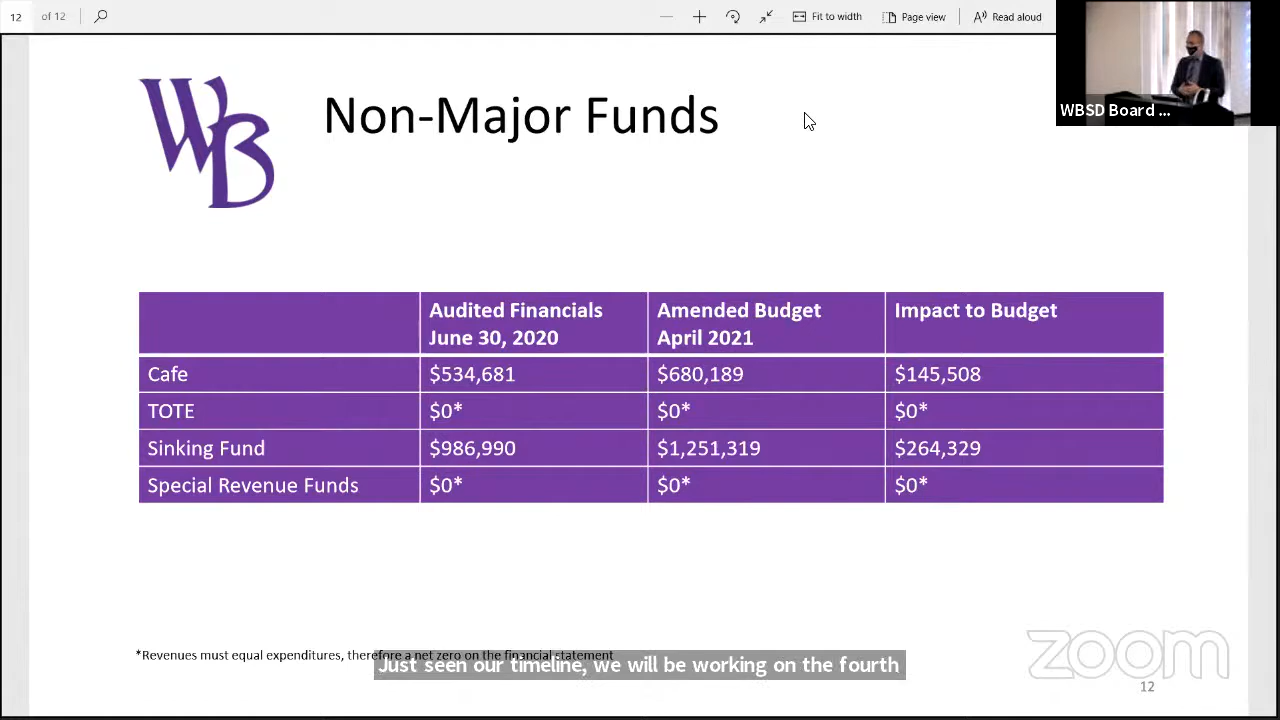 12 of 12 Fit to width Page view Read aloud
WBSD Board ...
WB
Non-Major Funds
Audited Financials Amended Budget Impact to Budget
June 30, 2020 April 2021
Cafe $534,681 $680,189 $145,508
TOTE $0* $0* $0*
Sinking Fund $986,990 $1,251,319 $264,329
Special Revenue Funds $0* $0* $0*
*Revenues must equal expenditures, therefore a net zero on the financial statement
Just seen our timeline, we will be working on the fourth
zoom
12